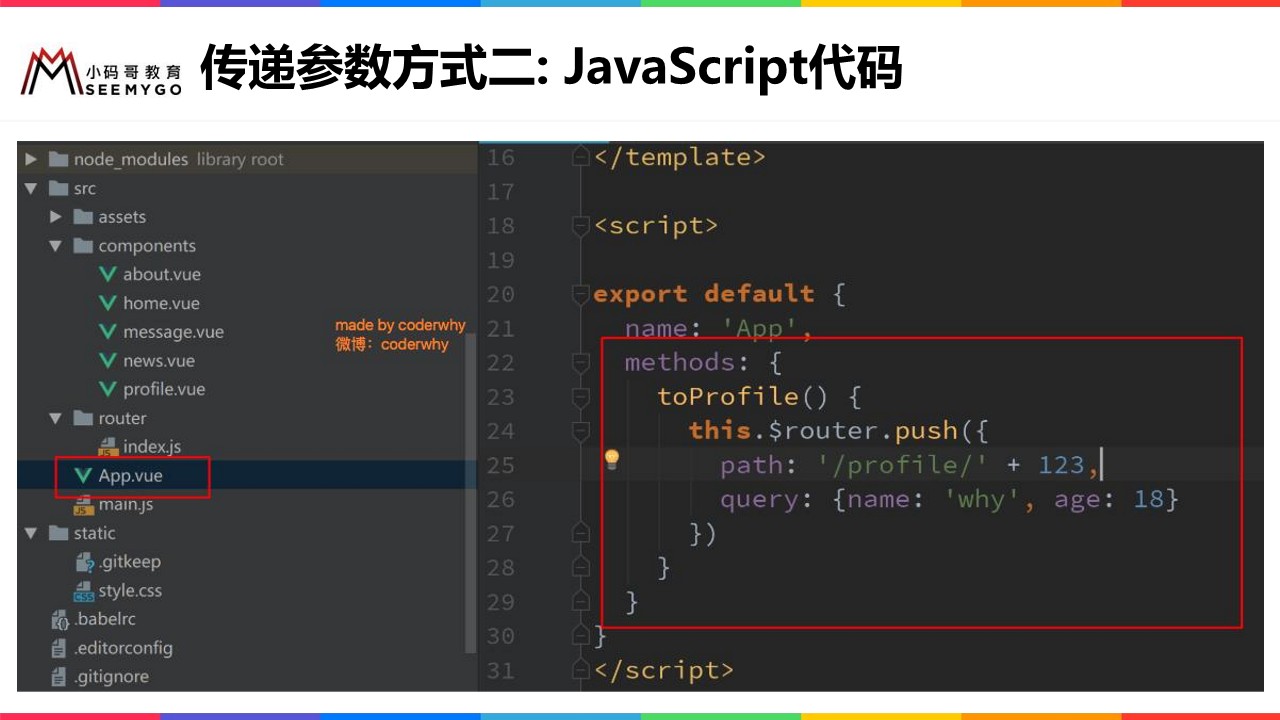 小码哥教育
SEEMYGO
传递参数方式二: JavaScript代码
node_modules library root
src
assets
components
about.vue
home.vue
message.vue
news.vue
profile.vue
router
index.js
App.vue
main.js
static
.gitkeep
style.css
.babelrc
.editorconfig
.gitignore
made by coderwhy
微博：coderwhy
16 </template>
17
18 <script>
19
20 export default {
21 name: 'App',
22 methods: {
23 toProfile() {
24 this.$router.push({
25 path: '/profile/' + 123,
26 query: {name: 'why', age: 18}
27 })
28 }
29 }
30 }
31 </script>